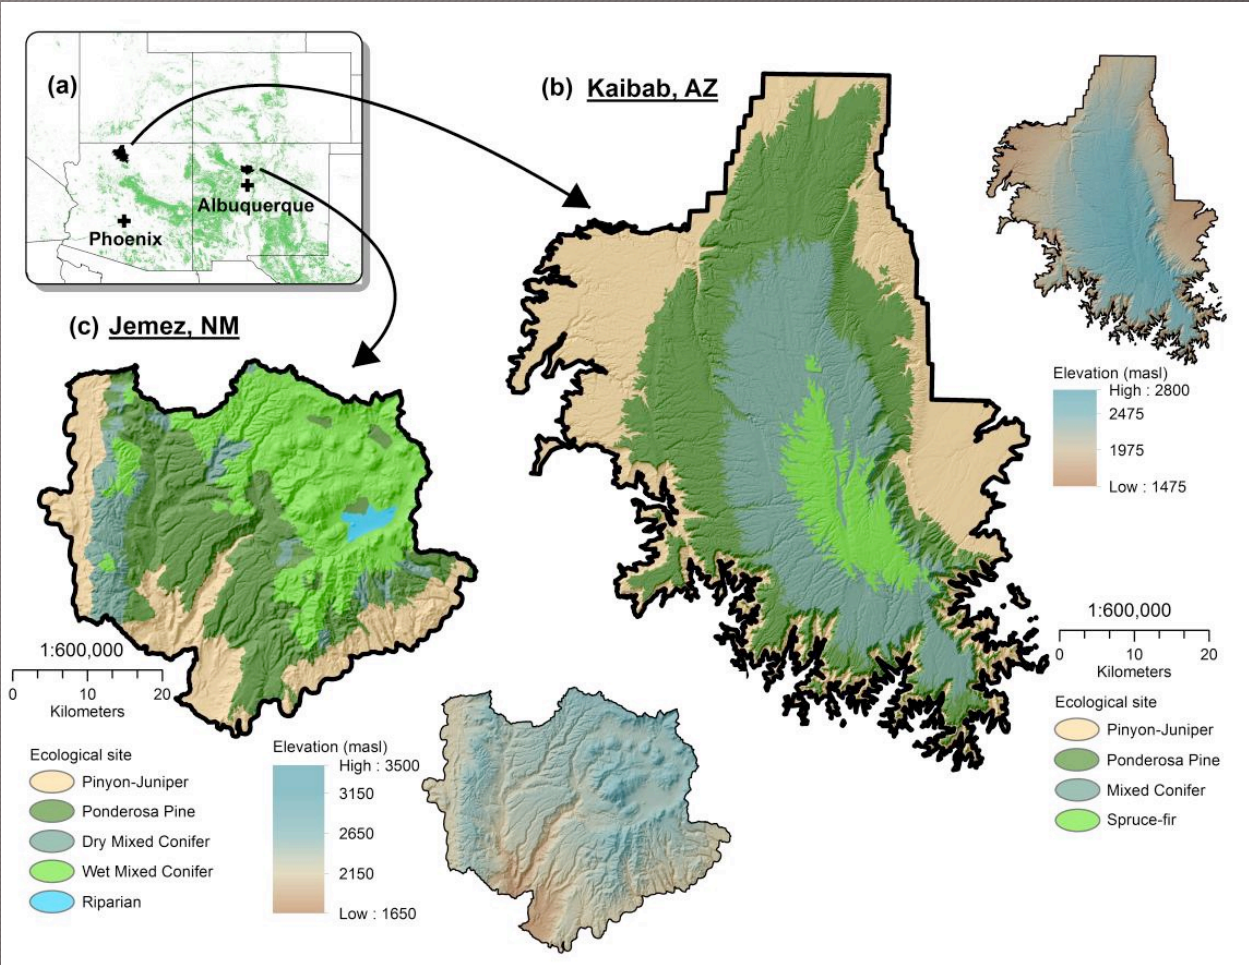 (a)
Albuquerque
Phoenix
(b) Kaibab, AZ
Elevation (masl)
High : 2800
2475
1975
Low : 1475
1:600,000
0 10 20
Kilometers
Ecological site
Pinyon-Juniper
Ponderosa Pine
Mixed Conifer
Spruce-fir
(c) Jemez, NM
1:600,000
0 10 20
Kilometers
Ecological site
Pinyon-Juniper
Ponderosa Pine
Dry Mixed Conifer
Wet Mixed Conifer
Riparian
Elevation (masl)
High : 3500
3150
2650
2150
Low : 1650